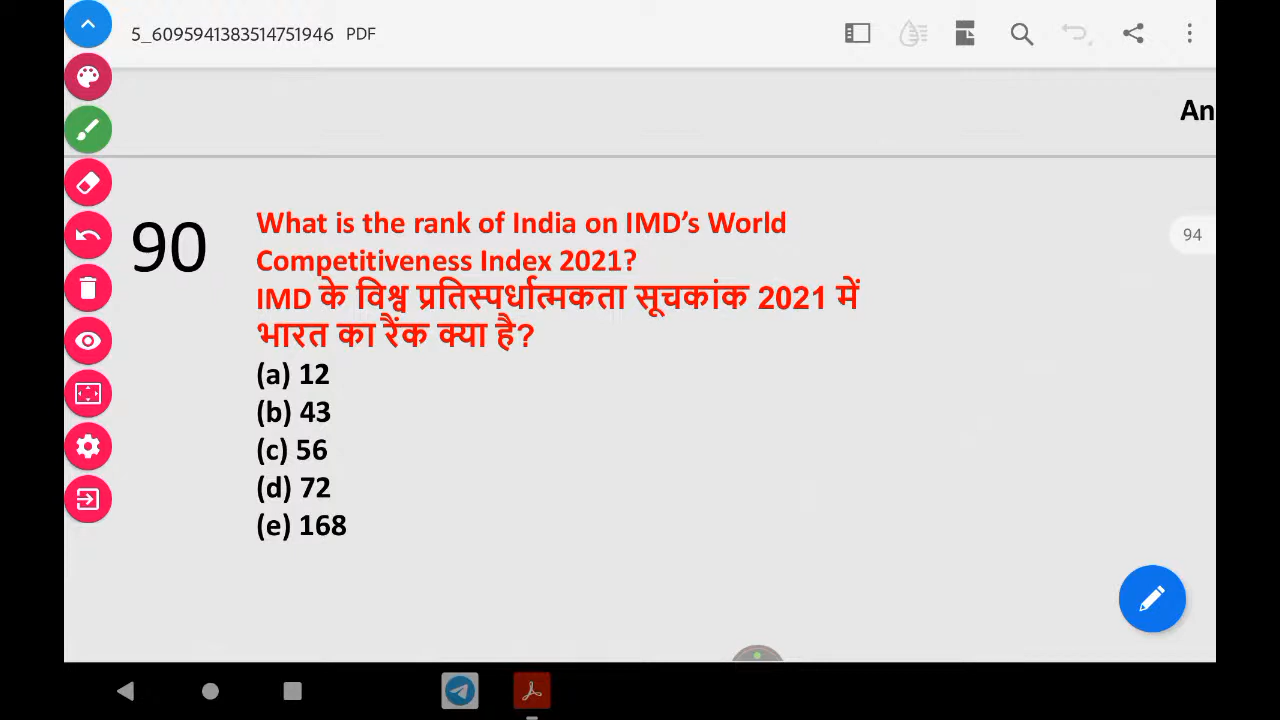 5_6095941383514751946 PDF
An
94
90
What is the rank of India on IMD’s World
Competitiveness Index 2021?
IMD के विश्व प्रतिस्पर्धात्मकता सूचकांक 2021 में
भारत का रैंक क्या है?
(a) 12
(b) 43
(c) 56
(d) 72
(e) 168